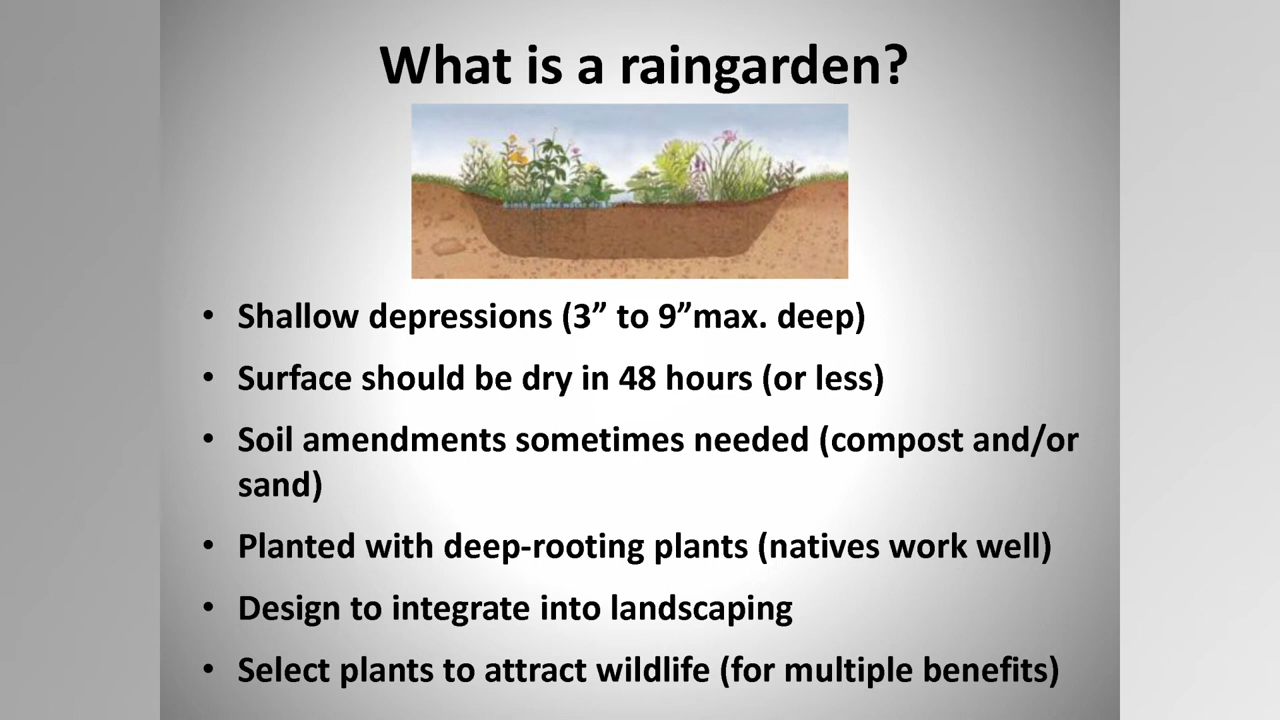 What is a raingarden?
• Shallow depressions (3” to 9”max. deep)
• Surface should be dry in 48 hours (or less)
• Soil amendments sometimes needed (compost and/or
sand)
• Planted with deep-rooting plants (natives work well)
• Design to integrate into landscaping
• Select plants to attract wildlife (for multiple benefits)